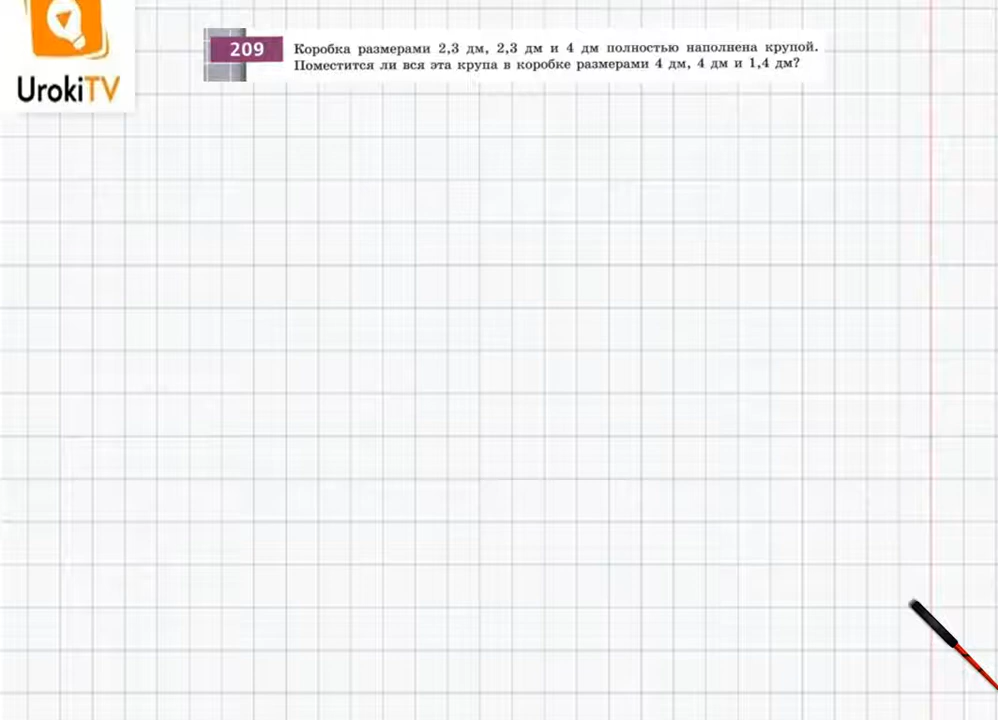 UrokiTV
209
Коробка размерами 2,3 дм, 2,3 дм и 4 дм полностью наполнена крупой.
Поместится ли вся эта крупа в коробке размерами 4 дм, 4 дм и 1,4 дм?